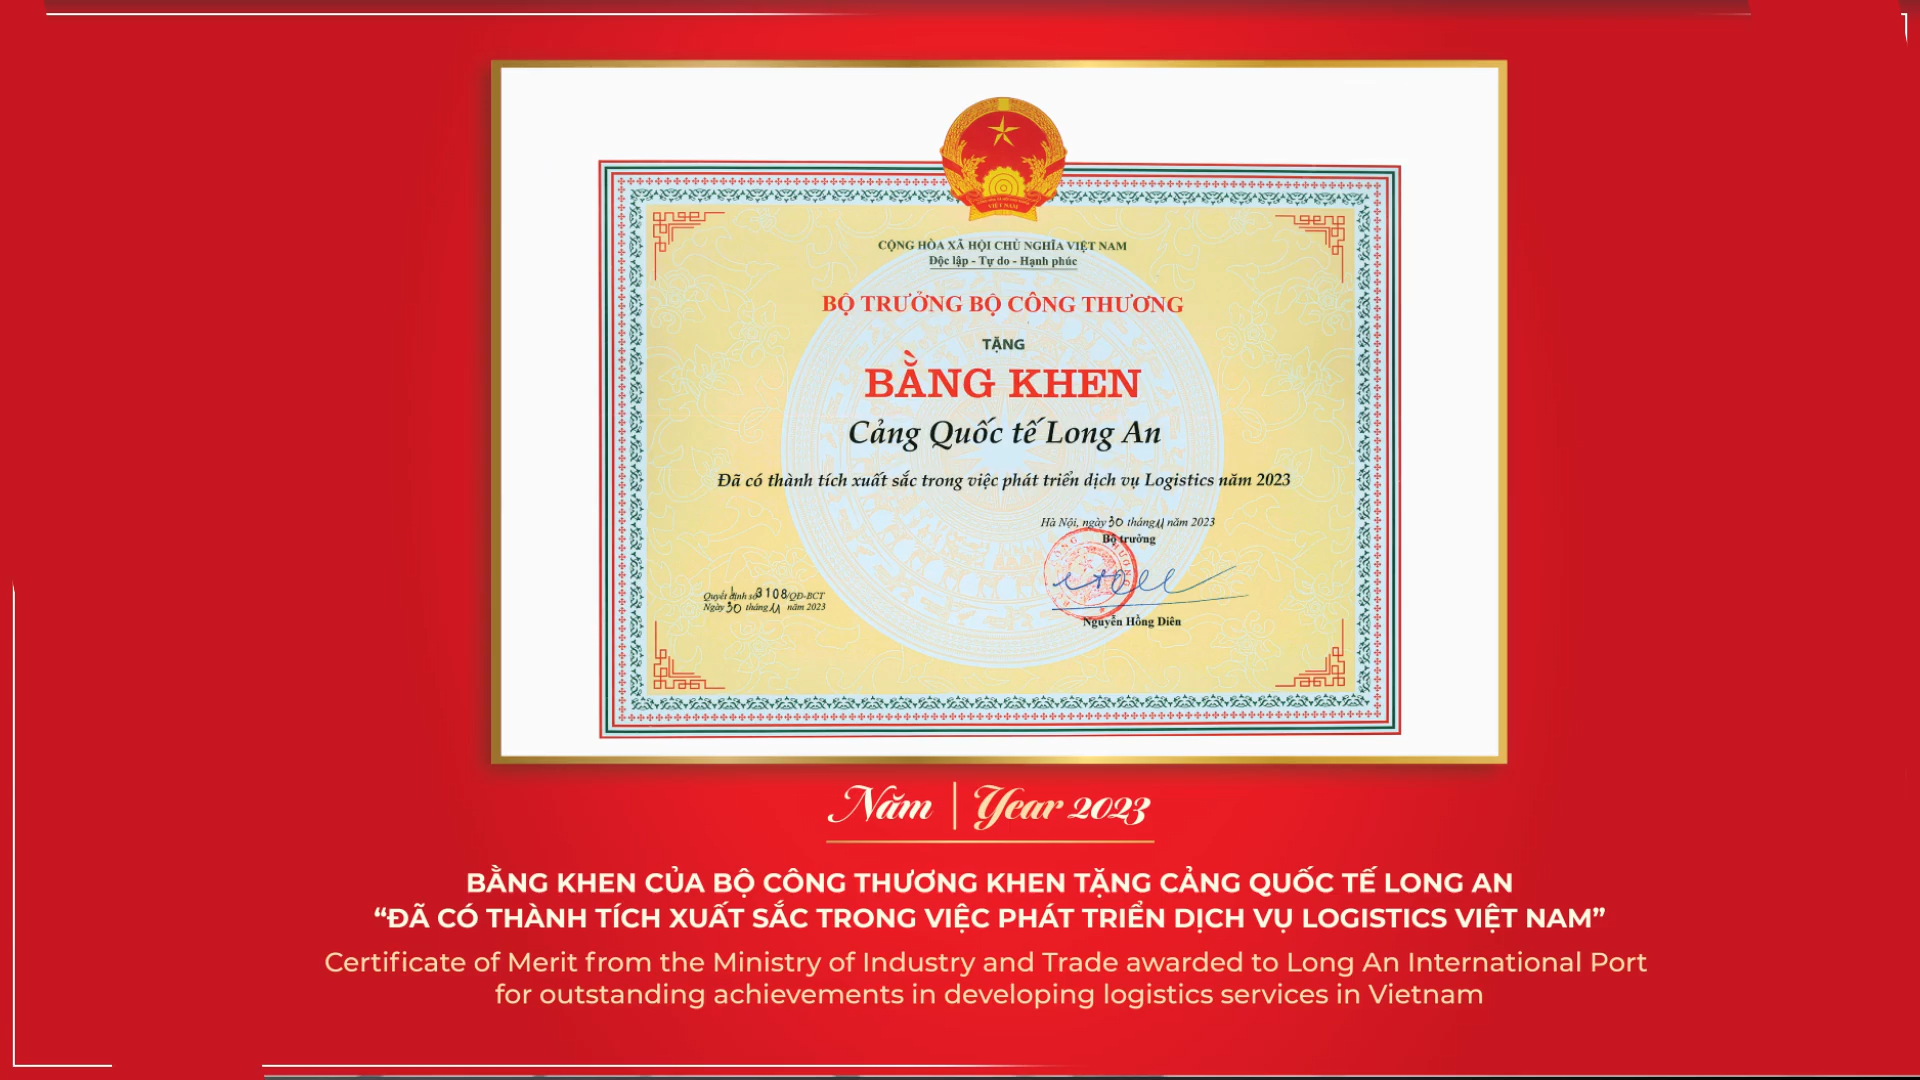 VIỆT NAM
CỘNG HÒA XÃ HỘI CHỦ NGHĨA VIỆT NAM
Độc lập - Tự do - Hạnh phúc
BỘ TRƯỞNG BỘ CÔNG THƯƠNG
TẶNG
BẰNG KHEN
Cảng Quốc tế Long An
Đã có thành tích xuất sắc trong việc phát triển dịch vụ Logistics năm 2023
Hà Nội, ngày 30 tháng 11 năm 2023
Bộ trưởng
Quyết định số 3108/QĐ-BCT
Ngày 30 tháng 11 năm 2023
Nguyễn Hồng Diên
Năm | Year 2023
BẰNG KHEN CỦA BỘ CÔNG THƯƠNG KHEN TẶNG CẢNG QUỐC TẾ LONG AN
“ĐÃ CÓ THÀNH TÍCH XUẤT SẮC TRONG VIỆC PHÁT TRIỂN DỊCH VỤ LOGISTICS VIỆT NAM”
Certificate of Merit from the Ministry of Industry and Trade awarded to Long An International Port
for outstanding achievements in developing logistics services in Vietnam